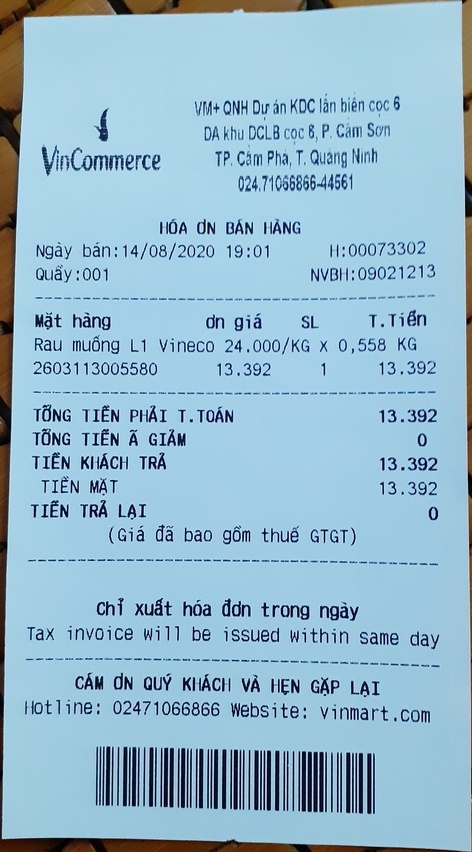 VinCommerce
VM+ QNH Dự án KDC lấn biển cọc 6
DA khu DCLB cọc 6, P. Cẩm Sơn
TP. Cẩm Phả, T. Quảng Ninh
024.71066866-44561
HÓA ƠN BÁN HÀNG
Ngày bán:14/08/2020 19:01 H:00073302
Quầy:001 NVBH:09021213
Mặt hàng ơn giá SL T.Tiền
Rau muống L1 Vineco 24.000/KG x 0,558 KG
2603113005580 13.392 1 13.392
TỔNG TIỀN PHẢI T.TOÁN 13.392
TỔNG TIỀN Ã GIẢM 0
TIỀN KHÁCH TRẢ 13.392
TIỀN MẶT 13.392
TIỀN TRẢ LẠI 0
(Giá đã bao gồm thuế GTGT)
Chỉ xuất hóa đơn trong ngày
Tax invoice will be issued within same day
CÁM ƠN QUÝ KHÁCH VÀ HẸN GẶP LẠI
Hotline: 02471066866 Website: vinmart.com